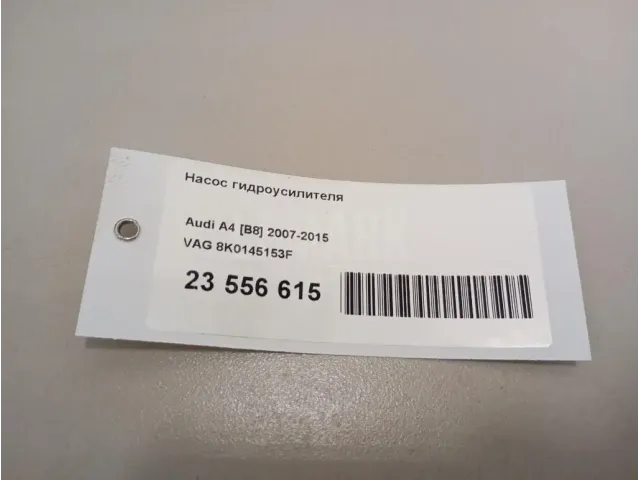 Насос гидроусилителя
Audi A4 [B8] 2007-2015
VAG 8K0145153F
23 556 615